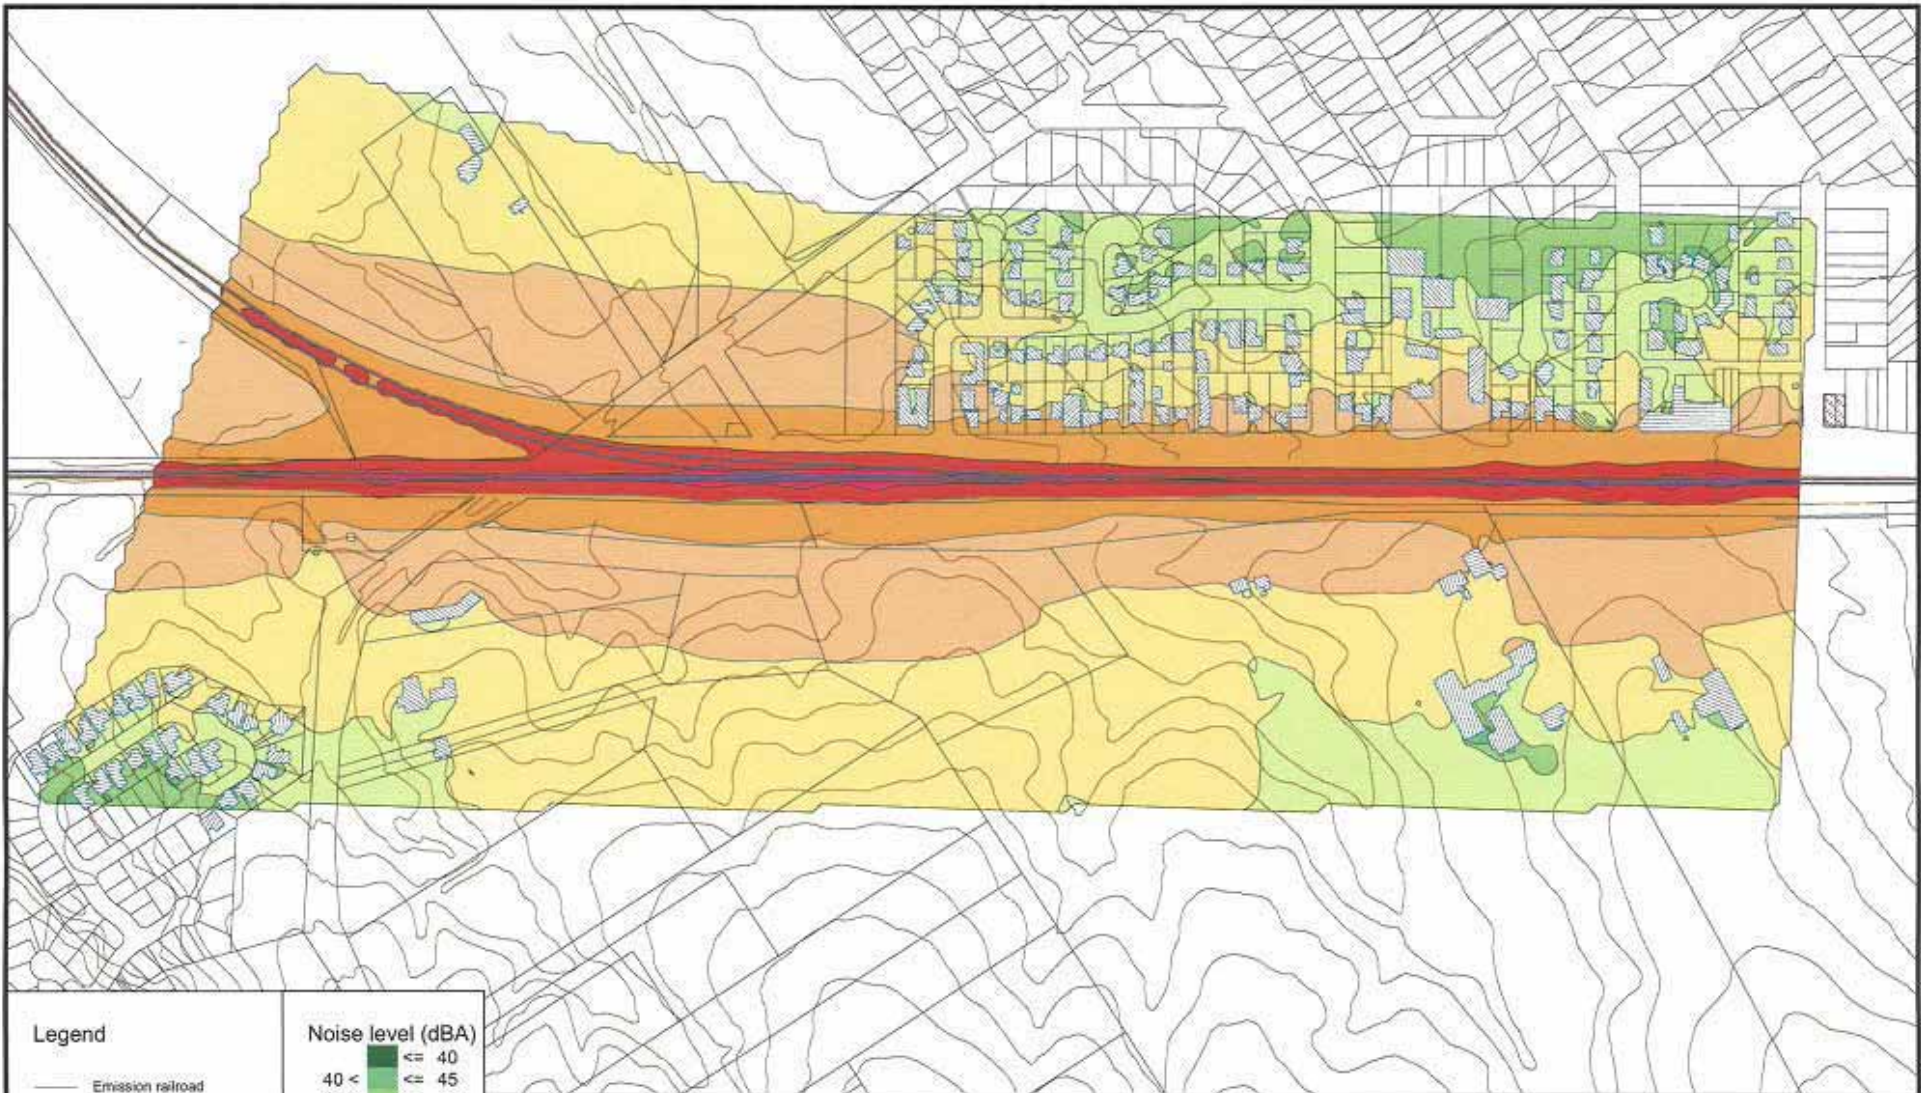 Legend
Emission railroad
Noise level (dBA)
<= 40
40 < <= 45